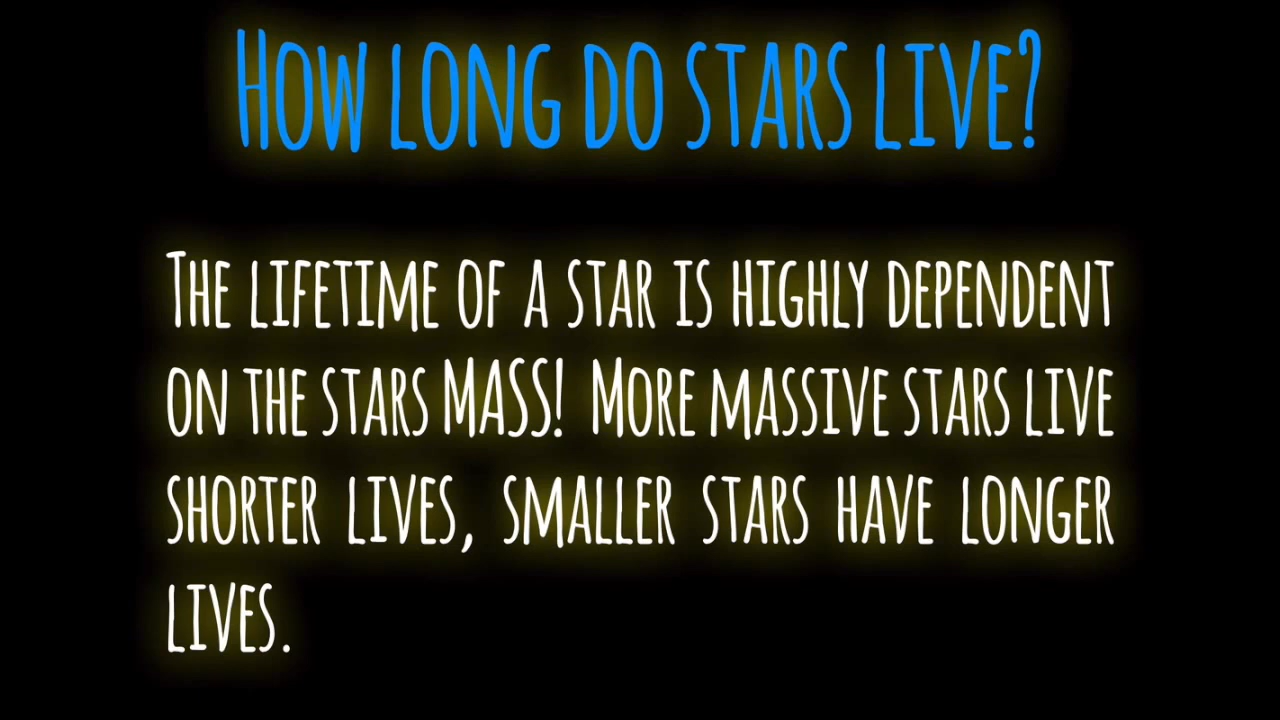 How long do stars live?
The lifetime of a star is highly dependent
on the stars MASS! More massive stars live
shorter lives, smaller stars have longer
lives.